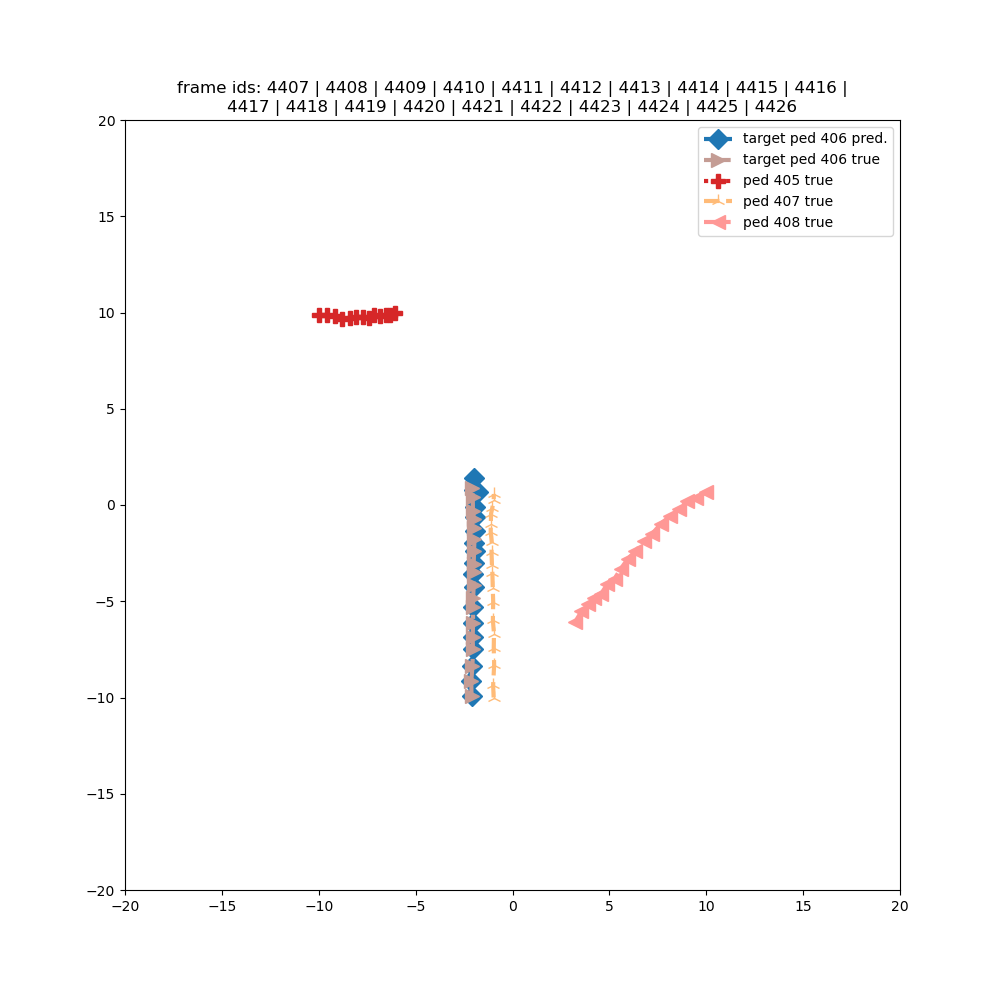 frame ids: 4407 | 4408 | 4409 | 4410 | 4411 | 4412 | 4413 | 4414 | 4415 | 4416 |
4417 | 4418 | 4419 | 4420 | 4421 | 4422 | 4423 | 4424 | 4425 | 4426
target ped 406 pred.
target ped 406 true
ped 405 true
ped 407 true
ped 408 true
20
15
10
5
0
−5
−10
−15
−20
−20 −15 −10 −5 0 5 10 15 20